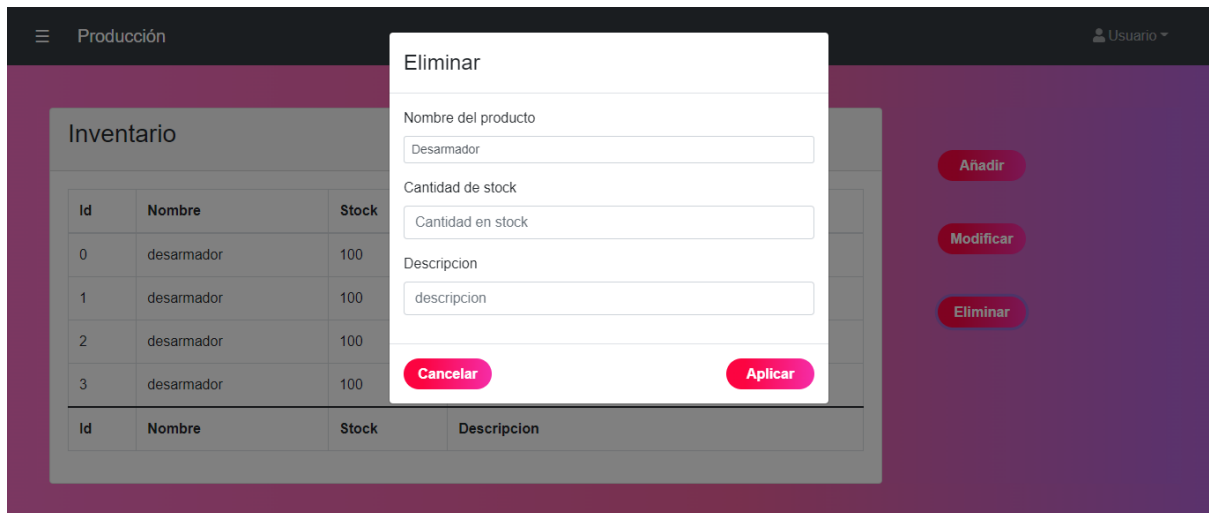 ☰ Producción
Usuario
Eliminar
Nombre del producto
Desarmador
Cantidad de stock
Cantidad en stock
Descripcion
descripcion
Cancelar Aplicar
Inventario
Id Nombre Stock
0 desarmador 100
1 desarmador 100
2 desarmador 100
3 desarmador 100
Id Nombre Stock Descripcion
Añadir
Modificar
Eliminar